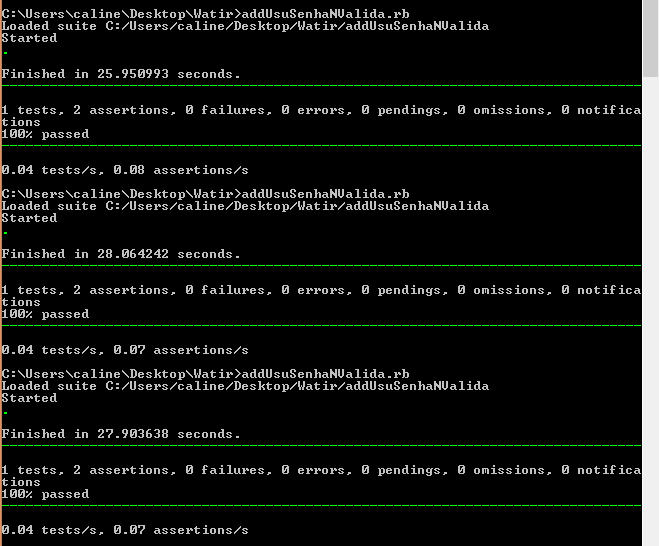 C:\Users\caline\Desktop\Watir>addUsuSenhaNValida.rb
Loaded suite C:/Users/caline/Desktop/Watir/addUsuSenhaNValida
Started
.
Finished in 25.950993 seconds.
--------------------------------------------------------------------------------
1 tests, 2 assertions, 0 failures, 0 errors, 0 pendings, 0 omissions, 0 notifica
tions
100% passed
--------------------------------------------------------------------------------
0.04 tests/s, 0.08 assertions/s
C:\Users\caline\Desktop\Watir>addUsuSenhaNValida.rb
Loaded suite C:/Users/caline/Desktop/Watir/addUsuSenhaNValida
Started
.
Finished in 28.064242 seconds.
--------------------------------------------------------------------------------
1 tests, 2 assertions, 0 failures, 0 errors, 0 pendings, 0 omissions, 0 notifica
tions
100% passed
--------------------------------------------------------------------------------
0.04 tests/s, 0.07 assertions/s
C:\Users\caline\Desktop\Watir>addUsuSenhaNValida.rb
Loaded suite C:/Users/caline/Desktop/Watir/addUsuSenhaNValida
Started
.
Finished in 27.903638 seconds.
--------------------------------------------------------------------------------
1 tests, 2 assertions, 0 failures, 0 errors, 0 pendings, 0 omissions, 0 notifica
tions
100% passed
--------------------------------------------------------------------------------
0.04 tests/s, 0.07 assertions/s